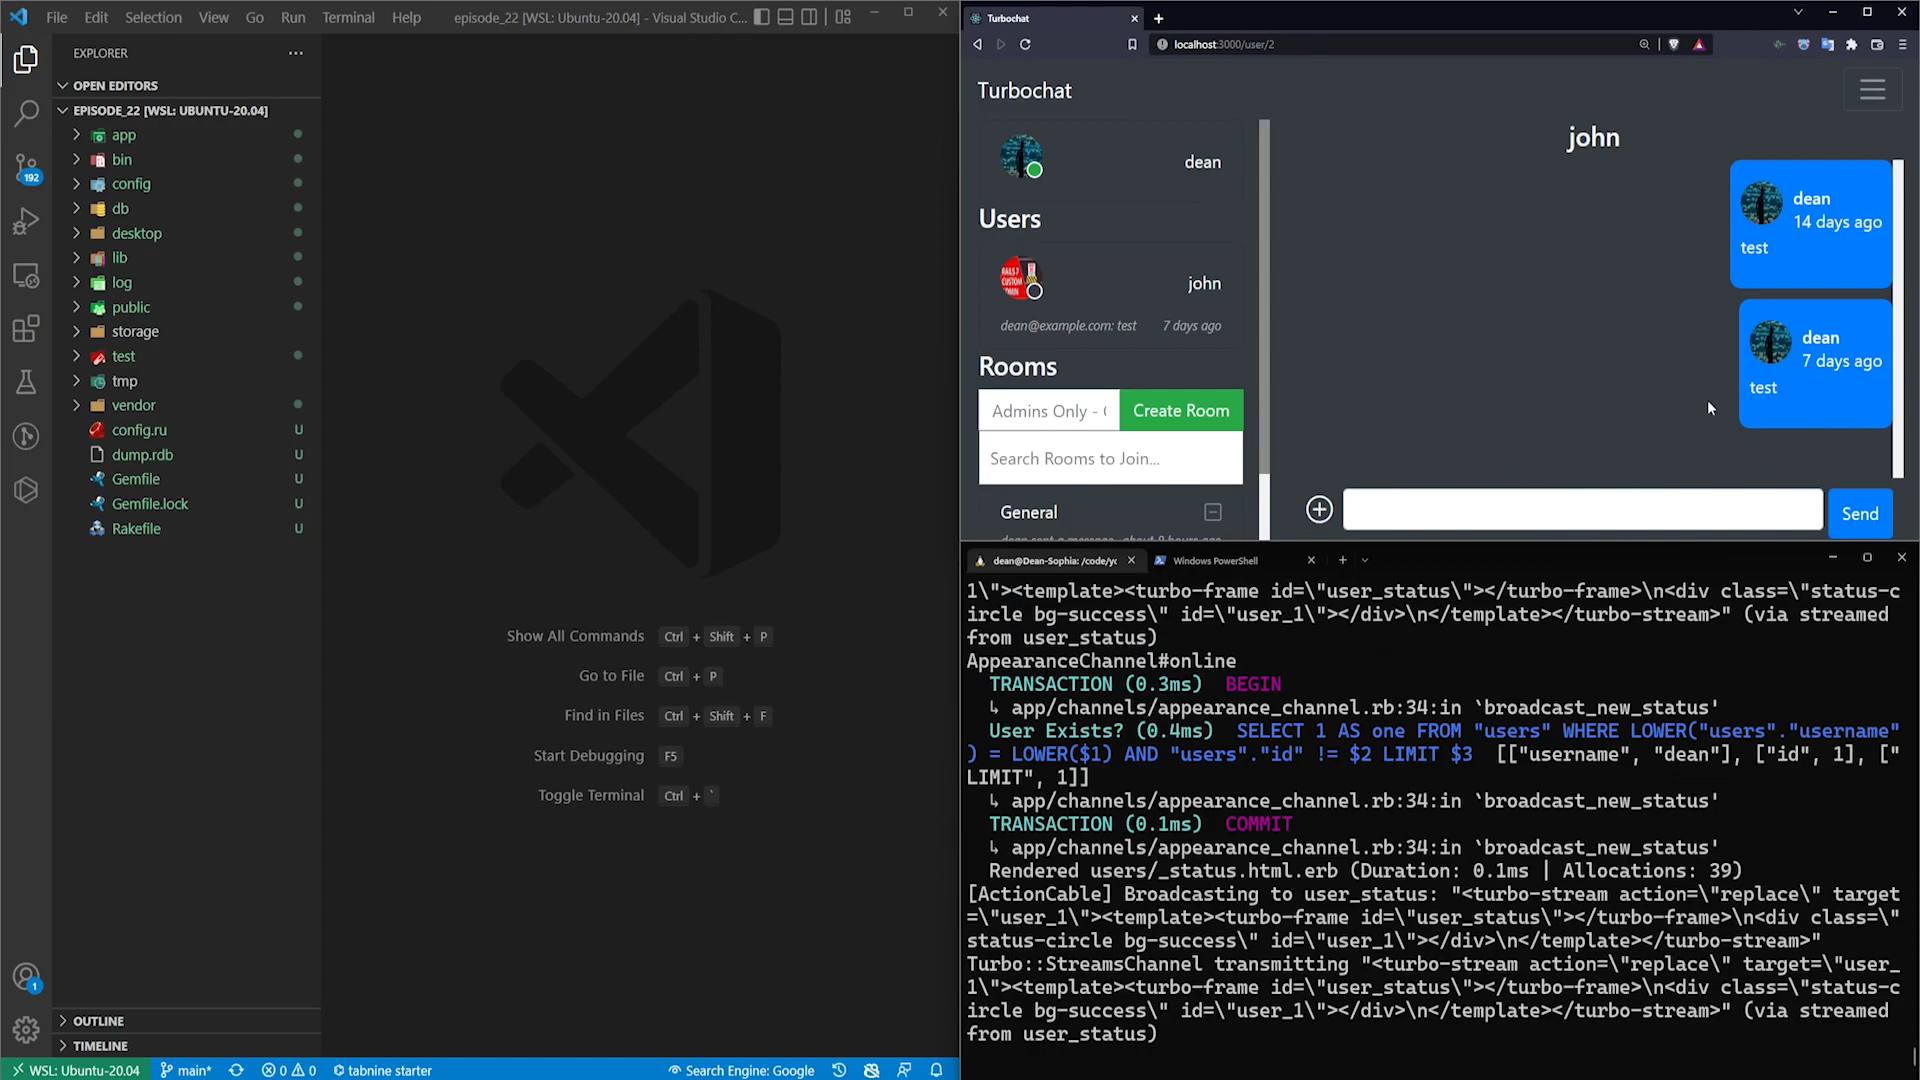 File Edit Selection View Go Run Terminal Help
episode_22 [WSL: Ubuntu-20.04] - Visual Studio C...
EXPLORER
OPEN EDITORS
EPISODE_22 [WSL: UBUNTU-20.04]
app
bin
config
db
desktop
lib
log
public
storage
test
tmp
vendor
config.ru U
dump.rdb U
Gemfile U
Gemfile.lock U
Rakefile U
192
1
OUTLINE
TIMELINE
Show All Commands Ctrl + Shift + P
Go to File Ctrl + P
Find in Files Ctrl + Shift + F
Start Debugging F5
Toggle Terminal Ctrl + `
WSL: Ubuntu-20.04 main* 0 0 tabnine starter
Search Engine: Google
Turbochat
localhost:3000/user/2
Turbochat
dean
Users
john
dean@example.com: test 7 days ago
Rooms
Admins Only - Create Room
Search Rooms to Join...
General
dean sent a message about 8 hours ago
john
dean
14 days ago
test
dean
7 days ago
test
Send
dean@Dean-Sophia: /code/yc Windows PowerShell
1\"><template><turbo-frame id=\"user_status\"></turbo-frame>\n<div class=\"status-c
ircle bg-success\" id=\"user_1\"></div>\n</template></turbo-stream>" (via streamed
from user_status)
AppearanceChannel#online
TRANSACTION (0.3ms) BEGIN
↳ app/channels/appearance_channel.rb:34:in `broadcast_new_status'
User Exists? (0.4ms) SELECT 1 AS one FROM "users" WHERE LOWER("users"."username"
) = LOWER($1) AND "users"."id" != $2 LIMIT $3 [["username", "dean"], ["id", 1], ["
LIMIT", 1]]
↳ app/channels/appearance_channel.rb:34:in `broadcast_new_status'
TRANSACTION (0.1ms) COMMIT
↳ app/channels/appearance_channel.rb:34:in `broadcast_new_status'
Rendered users/_status.html.erb (Duration: 0.1ms | Allocations: 39)
[ActionCable] Broadcasting to user_status: "<turbo-stream action=\"replace\" target
=\"user_1\"><template><turbo-frame id=\"user_status\"></turbo-frame>\n<div class=\"
status-circle bg-success\" id=\"user_1\"></div>\n</template></turbo-stream>"
Turbo::StreamsChannel transmitting "<turbo-stream action=\"replace\" target=\"user_
1\"><template><turbo-frame id=\"user_status\"></turbo-frame>\n<div class=\"status-c
ircle bg-success\" id=\"user_1\"></div>\n</template></turbo-stream>" (via streamed
from user_status)